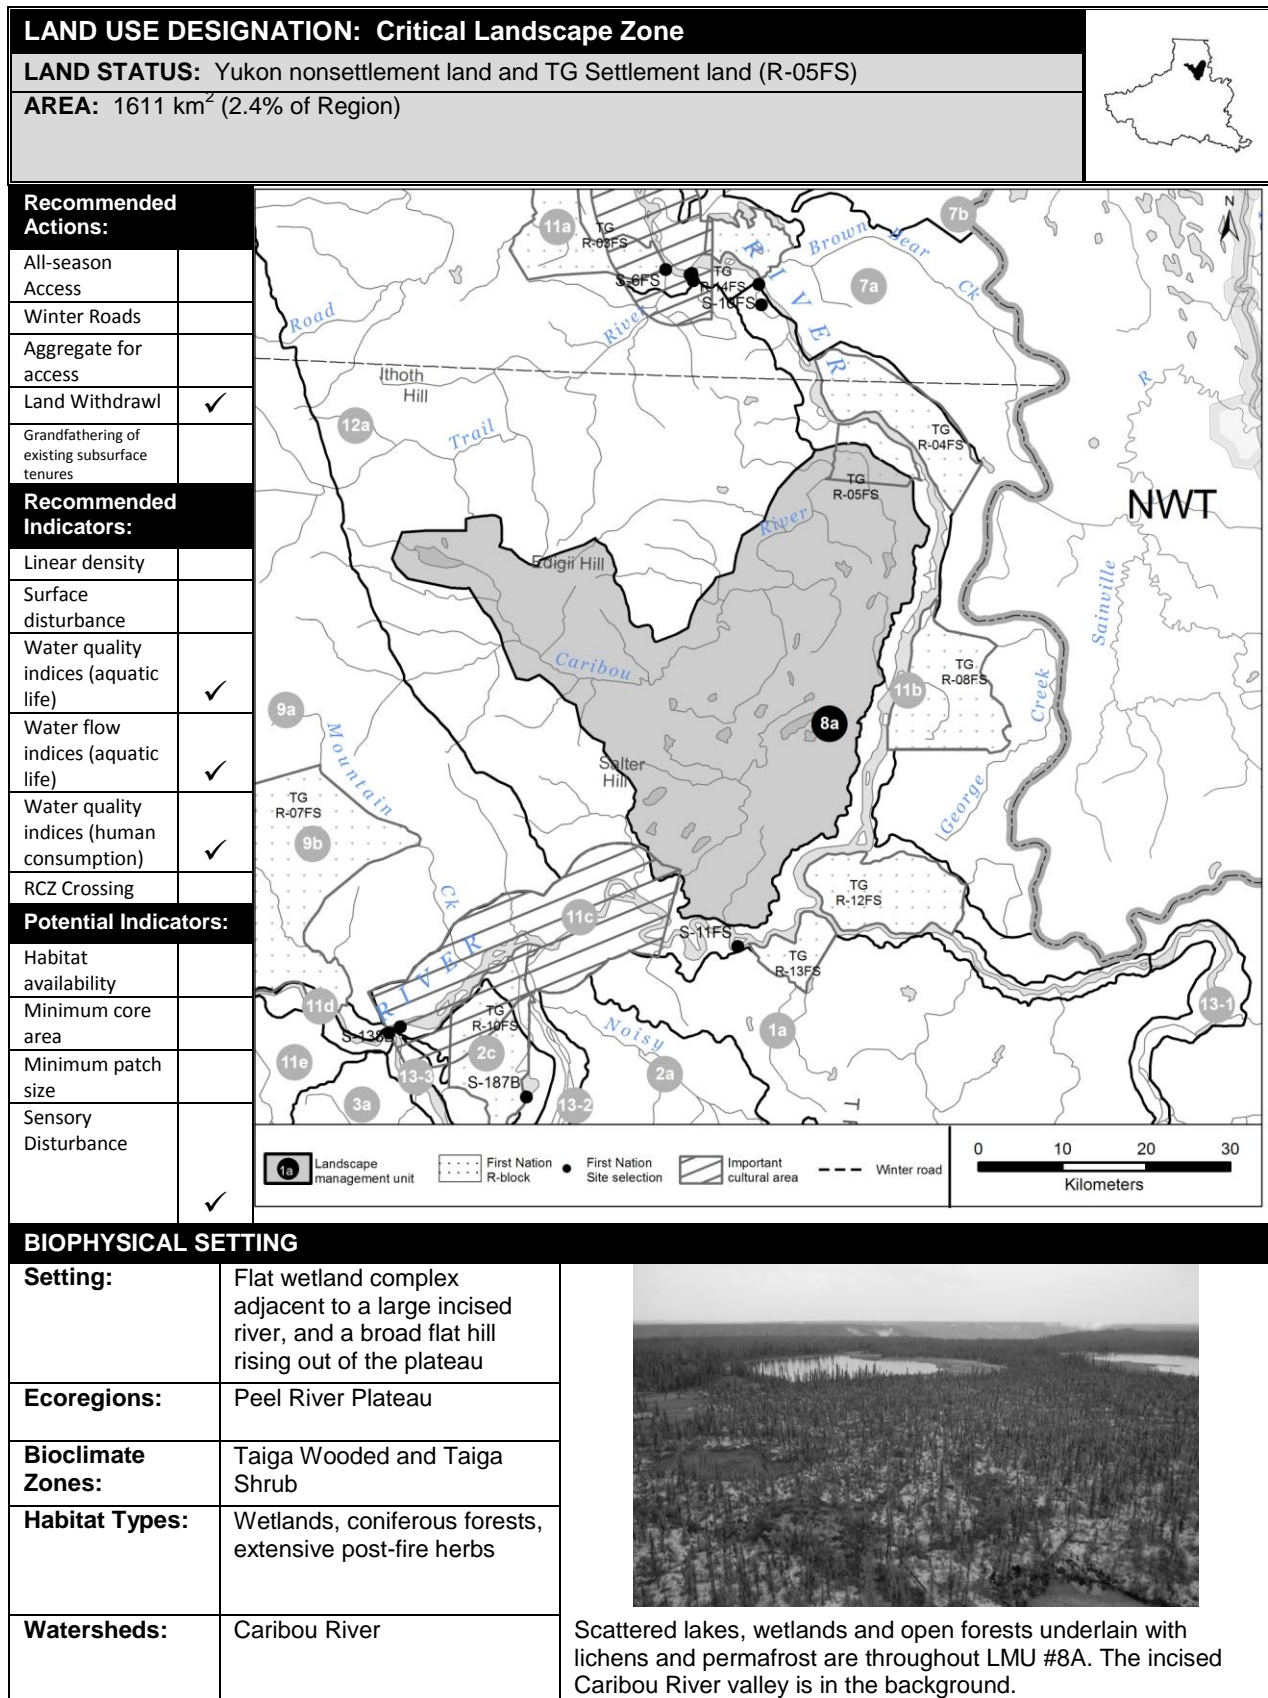 LAND USE DESIGNATION: Critical Landscape Zone
LAND STATUS: Yukon nonsettlement land and TG Settlement land (R-05FS)
AREA: 1611 km2 (2.4% of Region)
Recommended
Actions:
All-season
Access
Winter Roads
Aggregate for
access
Land Withdrawl ✓
Grandfathering of
existing subsurface
tenures
Recommended
Indicators:
Linear density
Surface
disturbance
Water quality
indices (aquatic
life) ✓
Water flow
indices (aquatic
life) ✓
Water quality
indices (human
consumption) ✓
RCZ Crossing
Potential Indicators:
Habitat
availability
Minimum core
area
Minimum patch
size
Sensory
Disturbance
✓
N
7b
11a
TG
R-03FS
Brown Bear Ck
RIVER
S-6FS
TG
R-14FS
7a
S-10FS
Road
River
Ithoth
Hill
R
12a
Trail
TG
R-04FS
TG
R-05FS
NWT
River
Edigii Hill
Sainville
Caribou
TG
R-08FS
11b
Creek
9a
8a
Mountain
Salter
Hill
George
TG
R-07FS
9b
Ck
TG
R-12FS
11c
S-11FS
RIVER
TG
R-13FS
11d
13-1
TG
R-10FS
Noisy
1a
11e
2c
13-3
S-187B
2a
3a
13-2
1a
Landscape
management unit
First Nation
R-block
First Nation
Site selection
Important
cultural area
Winter road
0 10 20 30
Kilometers
BIOPHYSICAL SETTING
Setting:
Flat wetland complex
adjacent to a large incised
river, and a broad flat hill
rising out of the plateau
Ecoregions:
Peel River Plateau
Bioclimate
Zones:
Taiga Wooded and Taiga
Shrub
Habitat Types:
Wetlands, coniferous forests,
extensive post-fire herbs
Watersheds:
Caribou River
Scattered lakes, wetlands and open forests underlain with
lichens and permafrost are throughout LMU #8A. The incised
Caribou River valley is in the background.